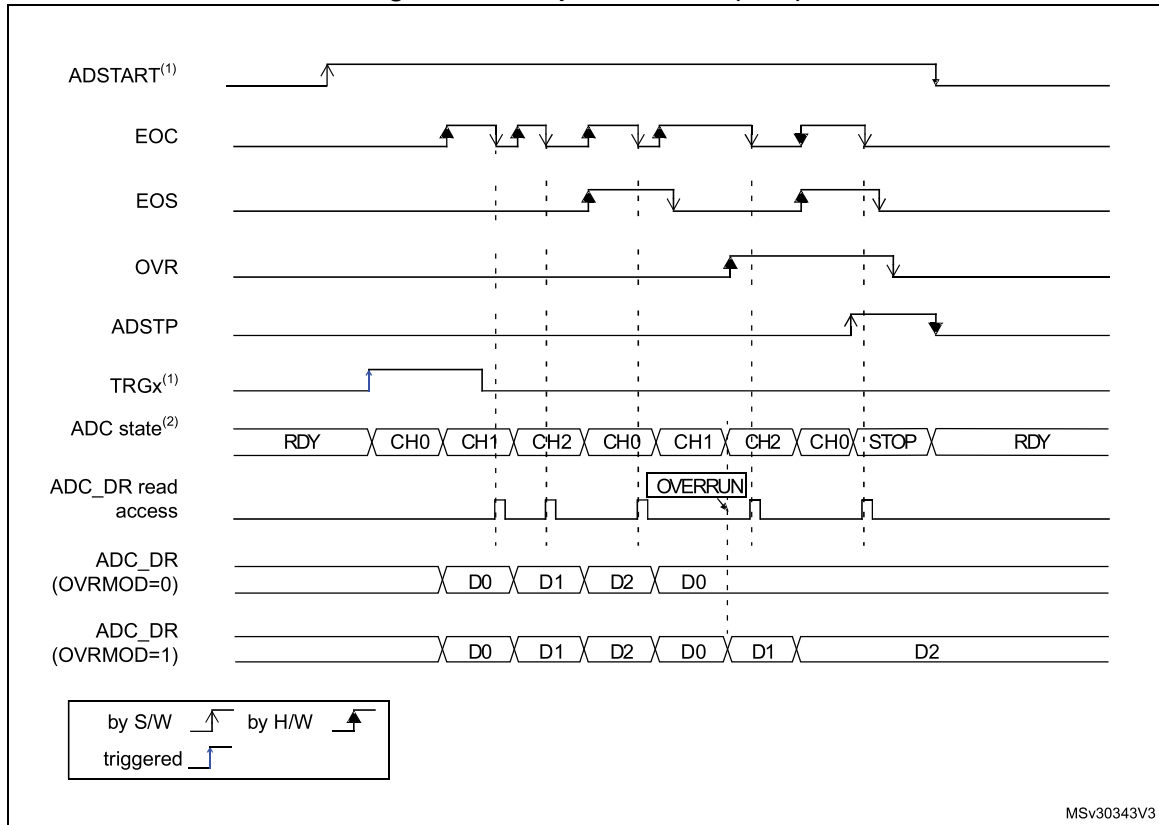 ADSTART(1)
EOC
EOS
OVR
ADSTP
TRGx(1)
ADC state(2)
RDY CH0 CH1 CH2 CH0 CH1 CH2 CH0 STOP RDY
ADC_DR read
access
OVERRUN
ADC_DR
(OVRMOD=0)
D0 D1 D2 D0
ADC_DR
(OVRMOD=1)
D0 D1 D2 D0 D1 D2
by S/W by H/W
triggered
MSv30343V3